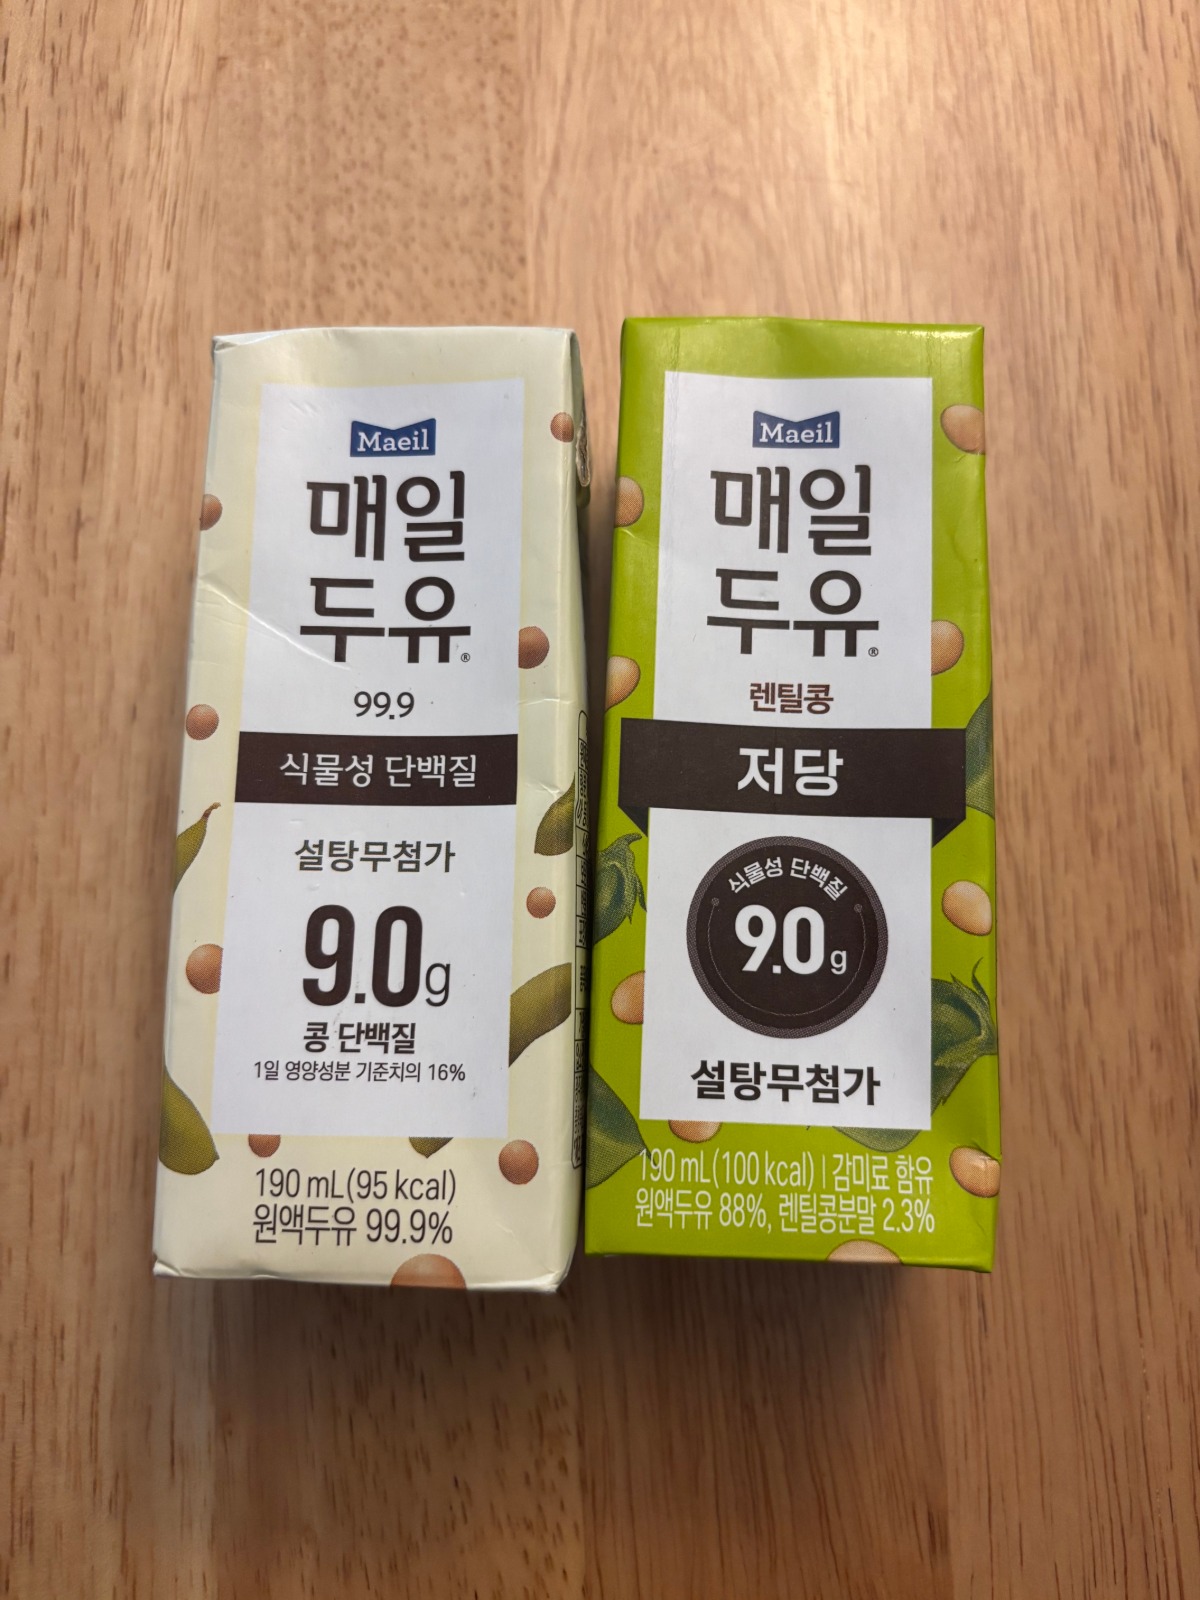 Maeil
매일
두유®
99.9
식물성 단백질
설탕무첨가
9.0g
콩 단백질
1일 영양성분 기준치의 16%
190 mL(95 kcal)
원액두유 99.9%
Maeil
매일
두유®
렌틸콩
저당
식물성 단백질
9.0g
설탕무첨가
190 mL(100 kcal) | 감미료 함유
원액두유 88%, 렌틸콩분말 2.3%